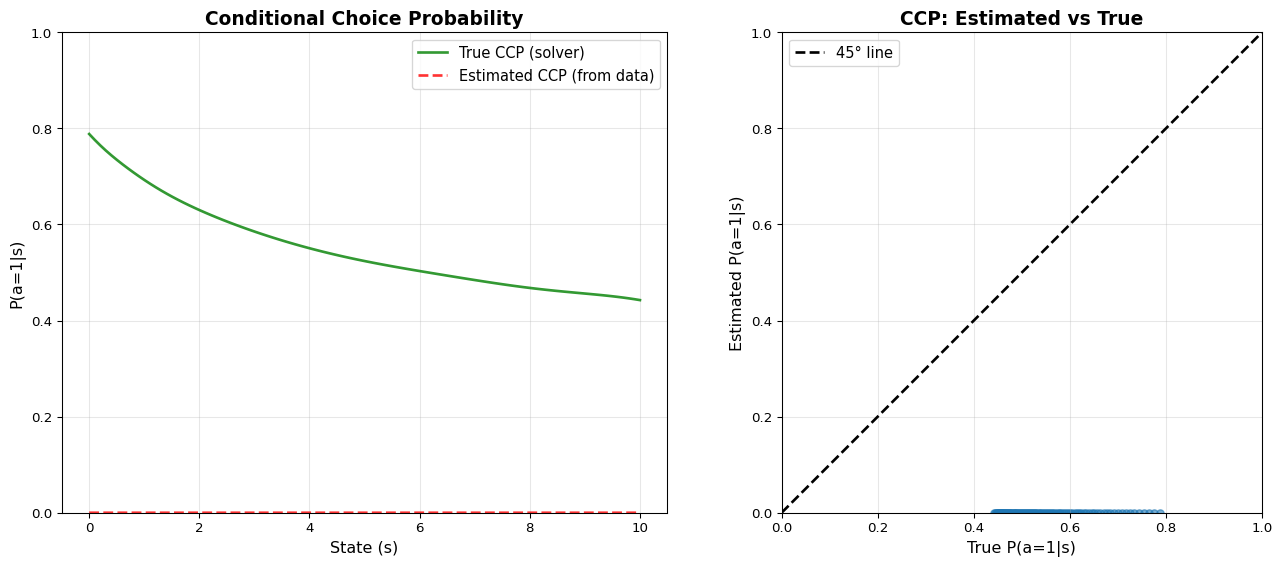 Conditional Choice Probability
True CCP (solver)
Estimated CCP (from data)
1.0
0.8
0.6
0.4
0.2
0.0
P(a=1|s)
0 2 4 6 8 10
State (s)
CCP: Estimated vs True
45° line
1.0
0.8
0.6
0.4
0.2
0.0
Estimated P(a=1|s)
0.0 0.2 0.4 0.6 0.8 1.0
True P(a=1|s)